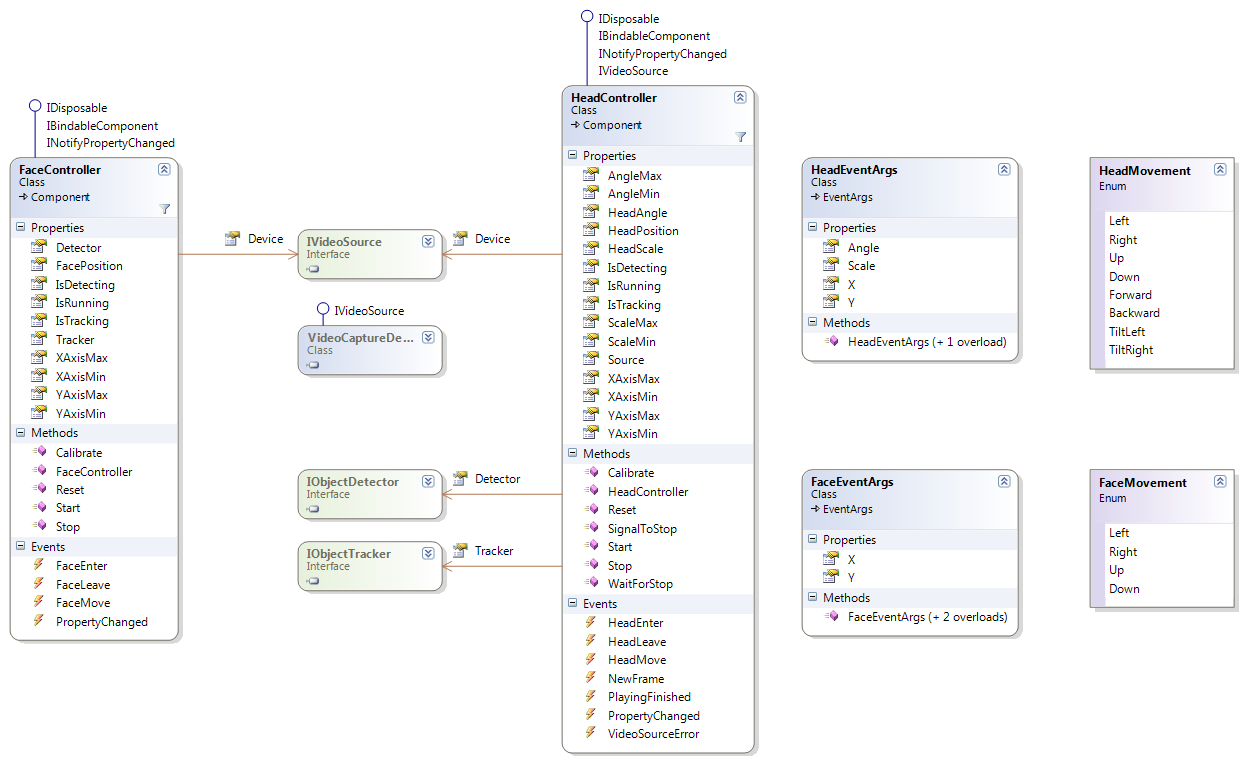 IDisposable
IBindableComponent
INotifyPropertyChanged
FaceController
Class
Component
Properties
Detector
FacePosition
IsDetecting
IsRunning
IsTracking
Tracker
XAxisMax
XAxisMin
YAxisMax
YAxisMin
Methods
Calibrate
FaceController
Reset
Start
Stop
Events
FaceEnter
FaceLeave
FaceMove
PropertyChanged
Device
IVideoSource
Interface
Device
IVideoSource
VideoCaptureDe...
Class
IObjectDetector
Interface
Detector
IObjectTracker
Interface
Tracker
IDisposable
IBindableComponent
INotifyPropertyChanged
IVideoSource
HeadController
Class
Component
Properties
AngleMax
AngleMin
HeadAngle
HeadPosition
HeadScale
IsDetecting
IsRunning
IsTracking
ScaleMax
ScaleMin
Source
XAxisMax
XAxisMin
YAxisMax
YAxisMin
Methods
Calibrate
HeadController
Reset
SignalToStop
Start
Stop
WaitForStop
Events
HeadEnter
HeadLeave
HeadMove
NewFrame
PlayingFinished
PropertyChanged
VideoSourceError
HeadEventArgs
Class
EventArgs
Properties
Angle
Scale
X
Y
Methods
HeadEventArgs (+ 1 overload)
HeadMovement
Enum
Left
Right
Up
Down
Forward
Backward
TiltLeft
TiltRight
FaceEventArgs
Class
EventArgs
Properties
X
Y
Methods
FaceEventArgs (+ 2 overloads)
FaceMovement
Enum
Left
Right
Up
Down